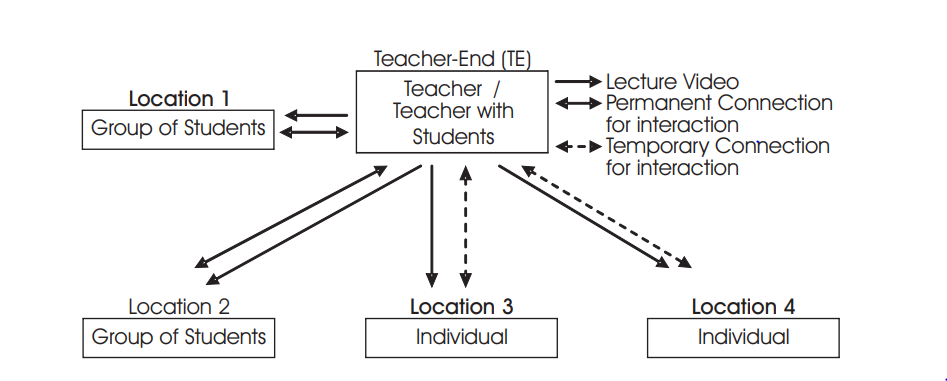 Teacher-End (TE)
Teacher /
Teacher with
Students
Lecture Video
Permanent Connection
for interaction
Temporary Connection
for interaction
Location 1
Group of Students
Location 2
Group of Students
Location 3
Individual
Location 4
Individual